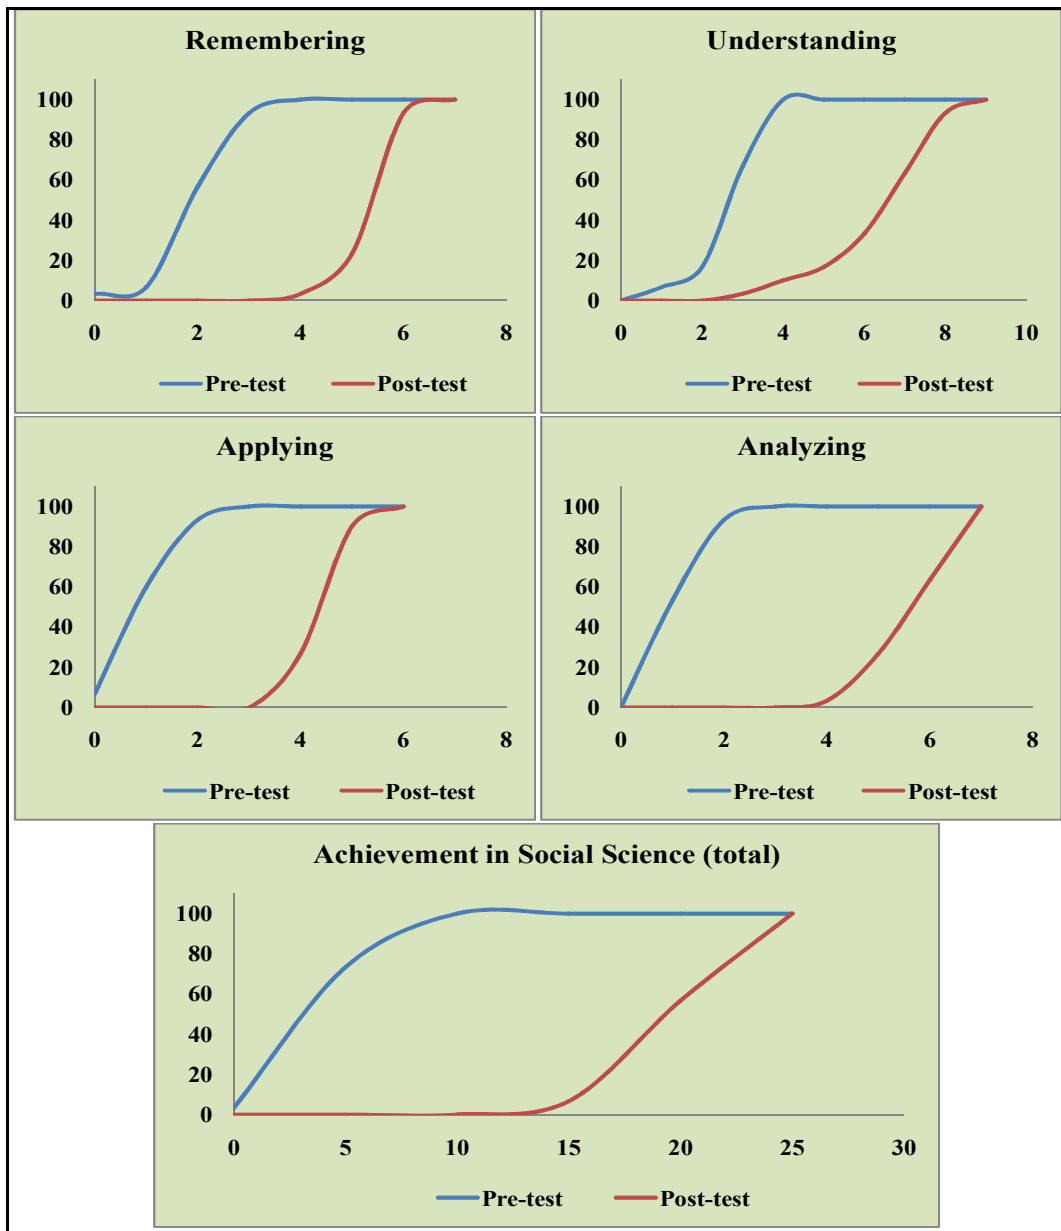 Remembering
100
80
60
40
20
0
0 2 4 6 8
Pre-test Post-test
Understanding
100
80
60
40
20
0
0 2 4 6 8 10
Pre-test Post-test
Applying
100
80
60
40
20
0
0 2 4 6 8
Pre-test Post-test
Analyzing
100
80
60
40
20
0
0 2 4 6 8
Pre-test Post-test
Achievement in Social Science (total)
100
80
60
40
20
0
0 5 10 15 20 25 30
Pre-test Post-test